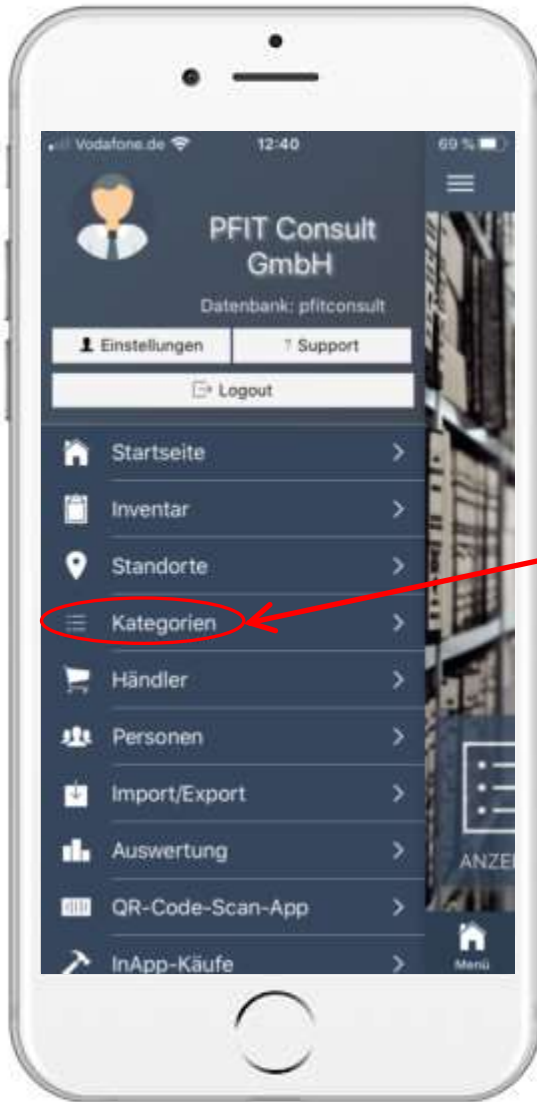 Vodafone.de 12:40 69 %
PFIT Consult
GmbH
Datenbank: pfitconsult
Einstellungen ? Support
Logout
Startseite
Inventar
Standorte
Kategorien
Händler
Personen
Import/Export
Auswertung
QR-Code-Scan-App
InApp-Käufe
ANZEI
Menü